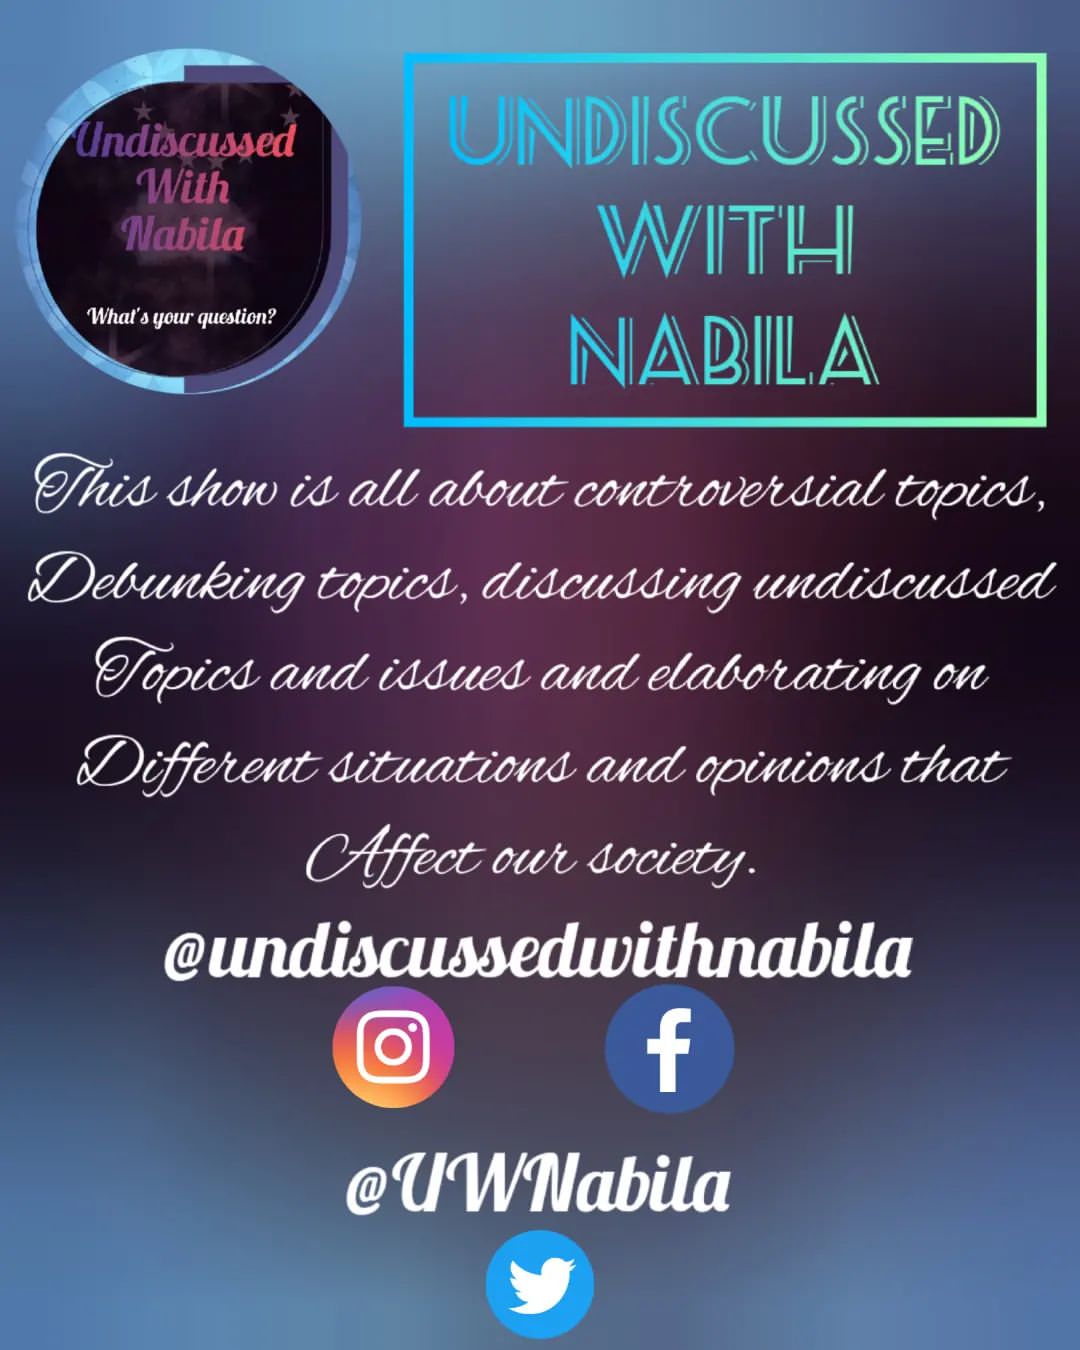 Undiscussed
With
Nabila
What's your question?
UNDISCUSSED
WITH
NABILA
This show is all about controversial topics,
Debunking topics, discussing undiscussed
Topics and issues and elaborating on
Different situations and opinions that
Affect our society.
@undiscussedwithnabila
@UWNabila